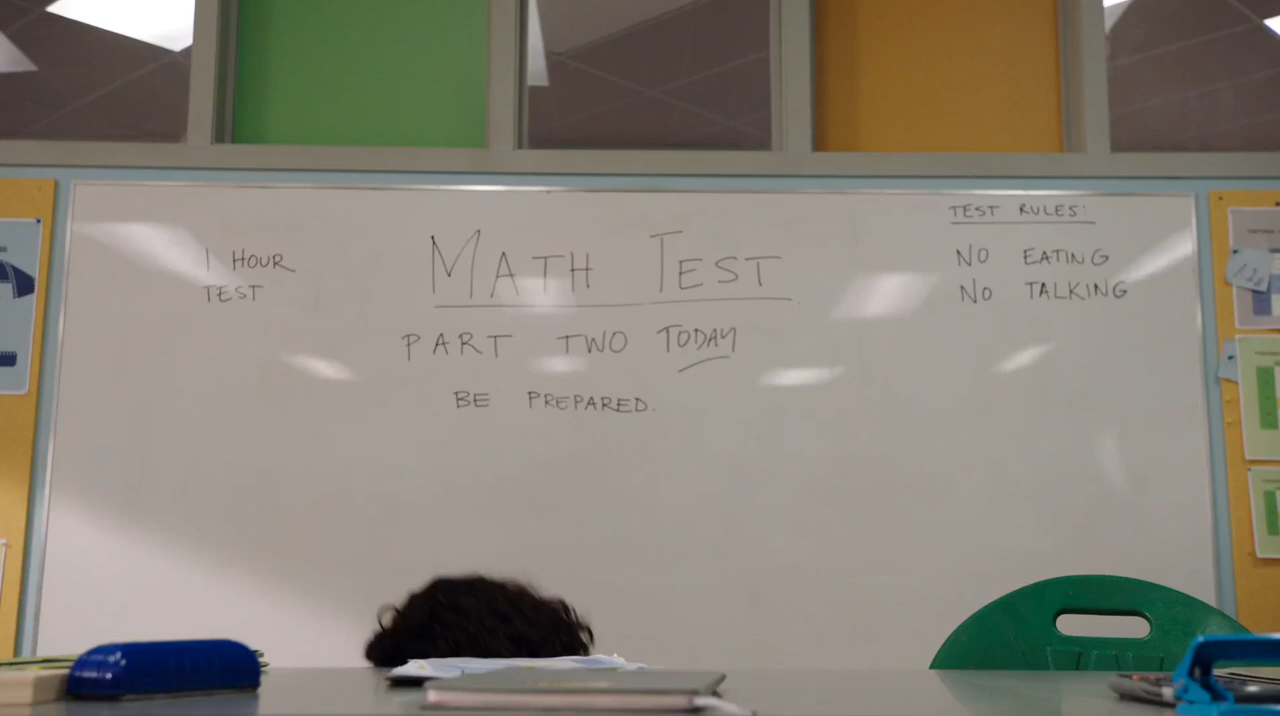 1 HOUR
TEST
MATH TEST
PART TWO TODAY
BE PREPARED.
TEST RULES:
NO EATING
NO TALKING